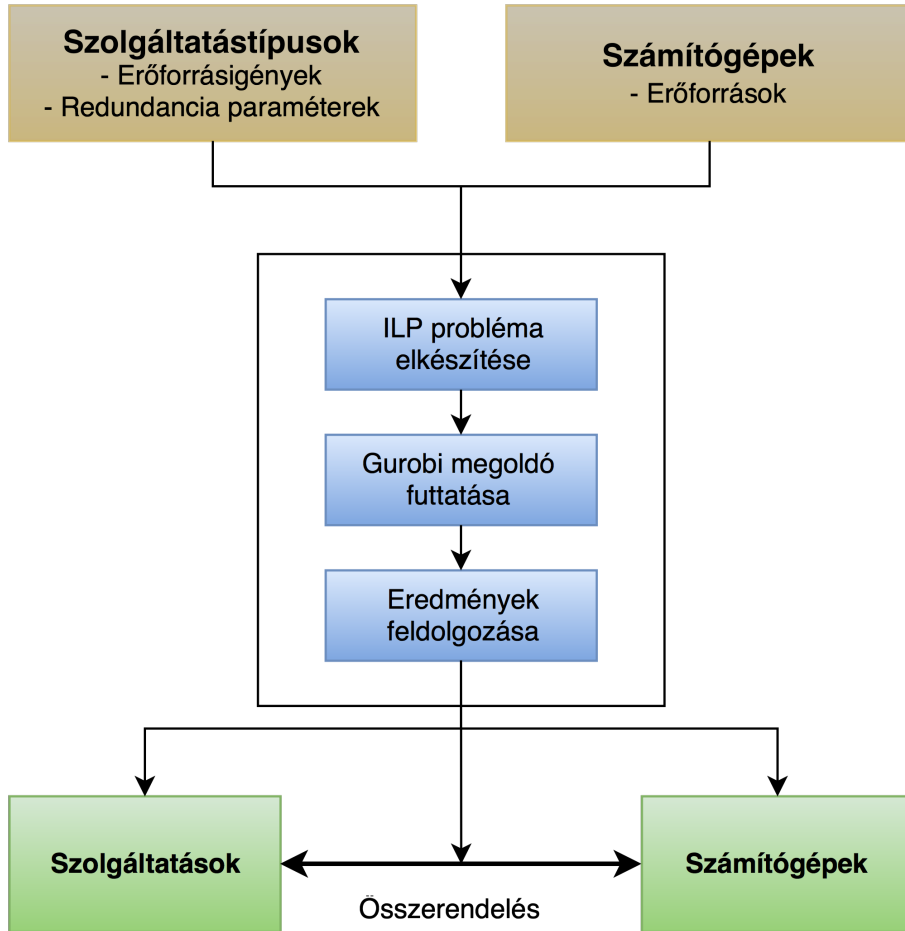 Szolgáltatástípusok
- Erőforrásigények
- Redundancia paraméterek
Számítógépek
- Erőforrások
ILP probléma
elkészítése
Gurobi megoldó
futtatása
Eredmények
feldolgozása
Szolgáltatások
Összerendelés
Számítógépek